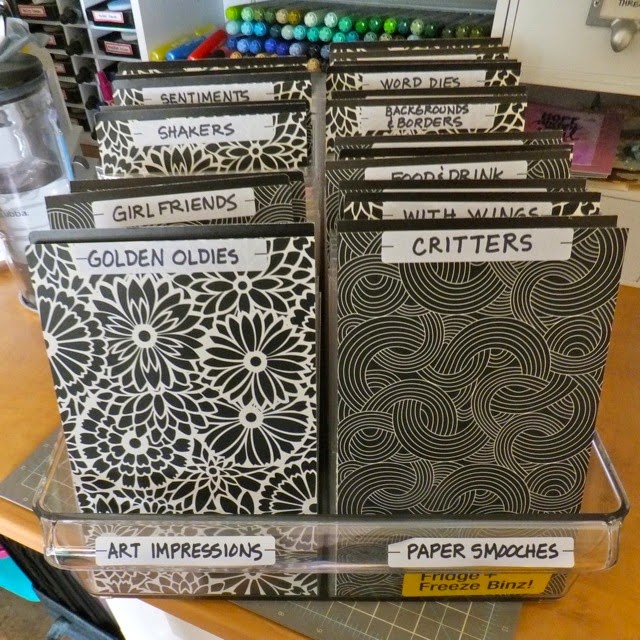 SENTIMENTS
SHAKERS
GIRLFRIENDS
GOLDEN OLDIES
WORD DIES
BACKGROUNDS
& BORDERS
FOOD & DRINK
WITH WINGS
CRITTERS
ART IMPRESSIONS
PAPER SMOOCHES
Fridge +
Freeze Binz!